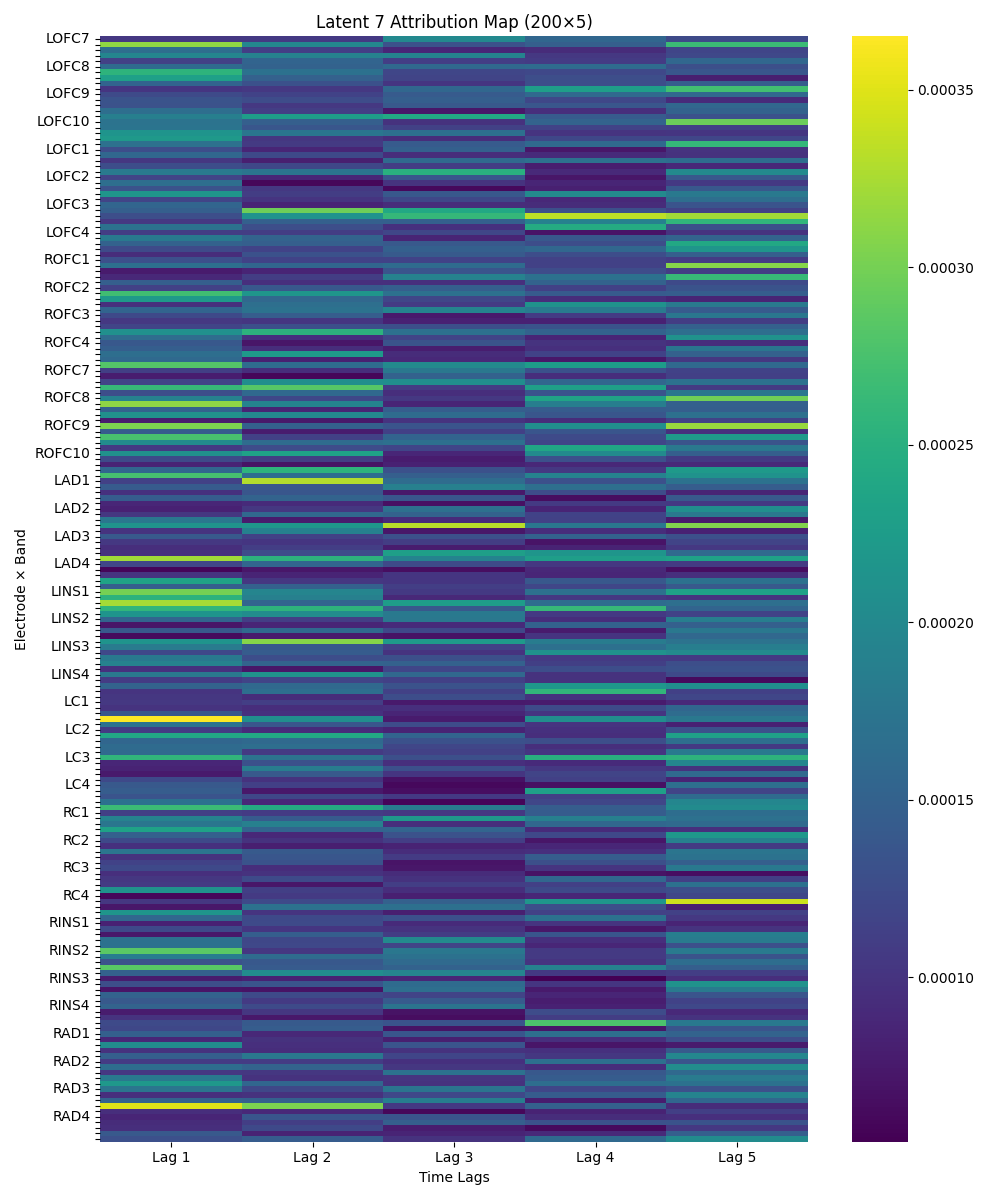 Latent 7 Attribution Map (200×5)
LOFC7
LOFC8
LOFC9
LOFC10
LOFC1
LOFC2
LOFC3
LOFC4
ROFC1
ROFC2
ROFC3
ROFC4
ROFC7
ROFC8
ROFC9
ROFC10
LAD1
LAD2
LAD3
LAD4
LINS1
LINS2
LINS3
LINS4
LC1
LC2
LC3
LC4
RC1
RC2
RC3
RC4
RINS1
RINS2
RINS3
RINS4
RAD1
RAD2
RAD3
RAD4
Electrode × Band
Lag 1 Lag 2 Lag 3 Lag 4 Lag 5
Time Lags
0.00035
0.00030
0.00025
0.00020
0.00015
0.00010